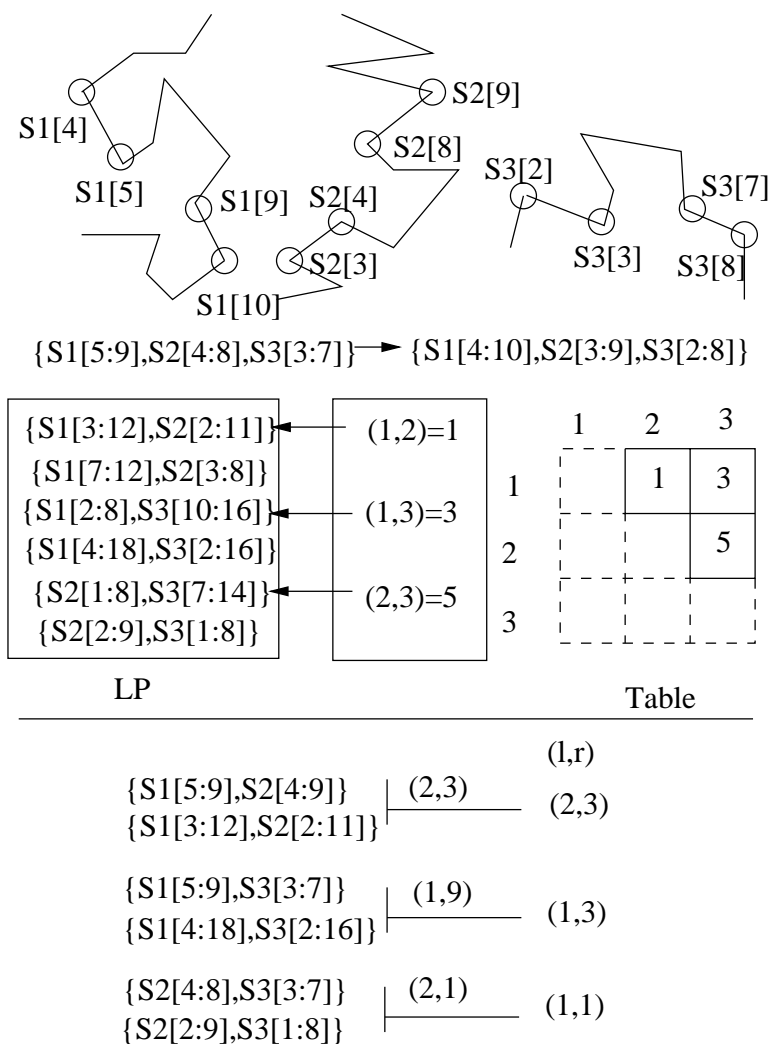 S1[4]
S1[5]
S1[9]
S1[10]
S2[9]
S2[8]
S2[4]
S2[3]
S3[2]
S3[3]
S3[7]
S3[8]
{S1[5:9],S2[4:8],S3[3:7]} {S1[4:10],S2[3:9],S3[2:8]}
{S1[3:12],S2[2:11]}
{S1[7:12],S2[3:8]}
{S1[2:8],S3[10:16]}
{S1[4:18],S3[2:16]}
{S2[1:8],S3[7:14]}
{S2[2:9],S3[1:8]}
LP
(1,2)=1
(1,3)=3
(2,3)=5
1 2 3
1 1 3
2 5
3
Table
(l,r)
{S1[5:9],S2[4:9]} (2,3)
(2,3)
{S1[3:12],S2[2:11]}
{S1[5:9],S3[3:7]} (1,9)
(1,3)
{S1[4:18],S3[2:16]}
{S2[4:8],S3[3:7]} (2,1)
(1,1)
{S2[2:9],S3[1:8]}